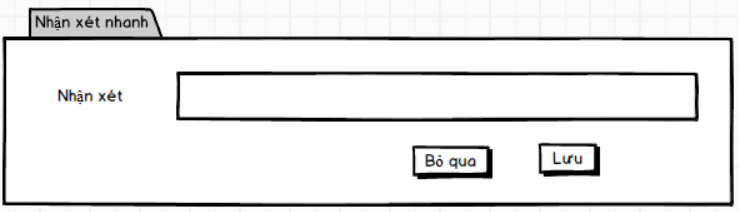 Nhận xét nhanh
Nhận xét
Bỏ qua
Lưu